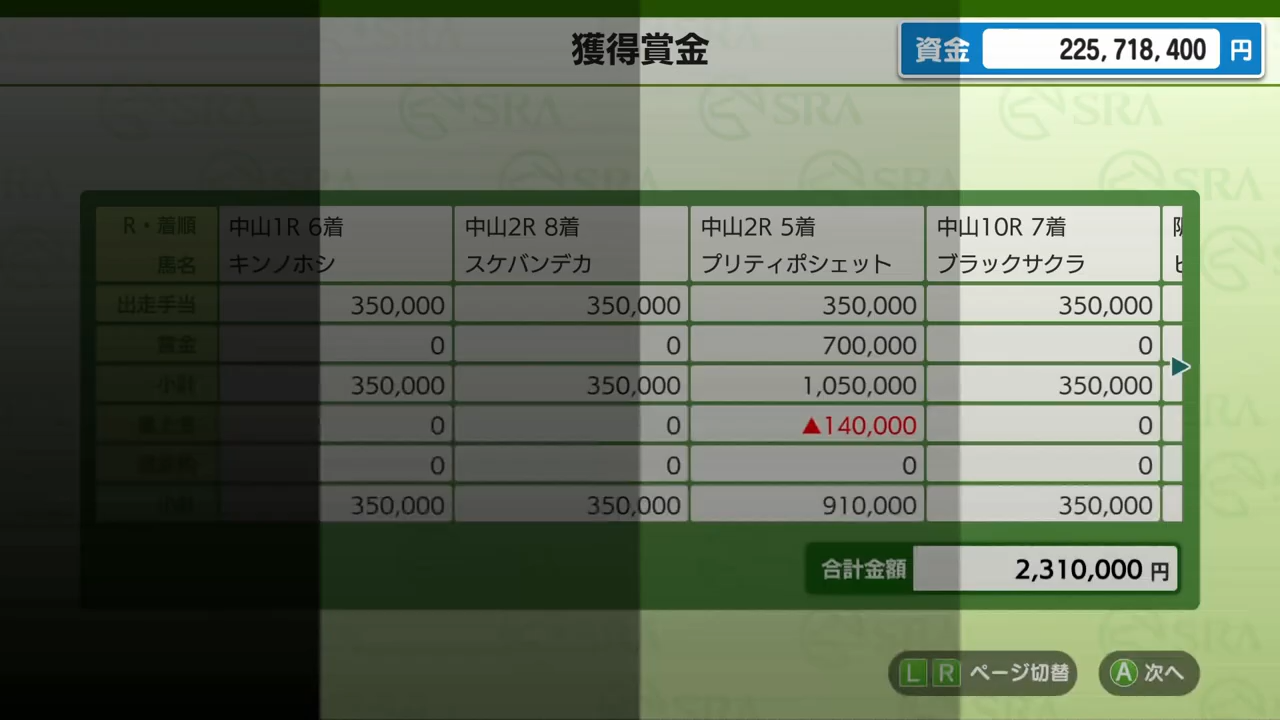 獲得賞金
資金 225,718,400 円
R・着順 中山1R 6着 中山2R 8着 中山2R 5着 中山10R 7着
馬名 キンノホシ スケバンデカ プリティポシェット ブラックサクラ
出走手当 350,000 350,000 350,000 350,000
賞金 0 0 700,000 0
小計 350,000 350,000 1,050,000 350,000
0 0 ▲140,000 0
0 0 0 0
小計 350,000 350,000 910,000 350,000
合計金額 2,310,000 円
L R ページ切替 A 次へ
SRA SRA SRA